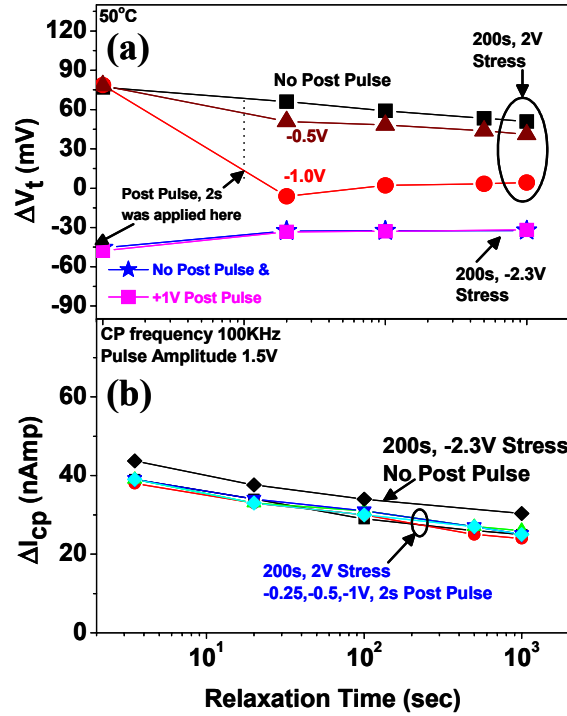 50°C
(a)
200s, 2V
Stress
No Post Pulse
-0.5V
-1.0V
Post Pulse, 2s
was applied here
No Post Pulse &
+1V Post Pulse
200s, -2.3V
Stress
120
90
60
30
0
-30
-60
-90
ΔVt (mV)
CP frequency 100KHz
Pulse Amplitude 1.5V
(b)
200s, -2.3V Stress
No Post Pulse
200s, 2V Stress
-0.25,-0.5,-1V, 2s Post Pulse
60
40
20
0
ΔIcp (nAmp)
10¹ 10² 10³
Relaxation Time (sec)